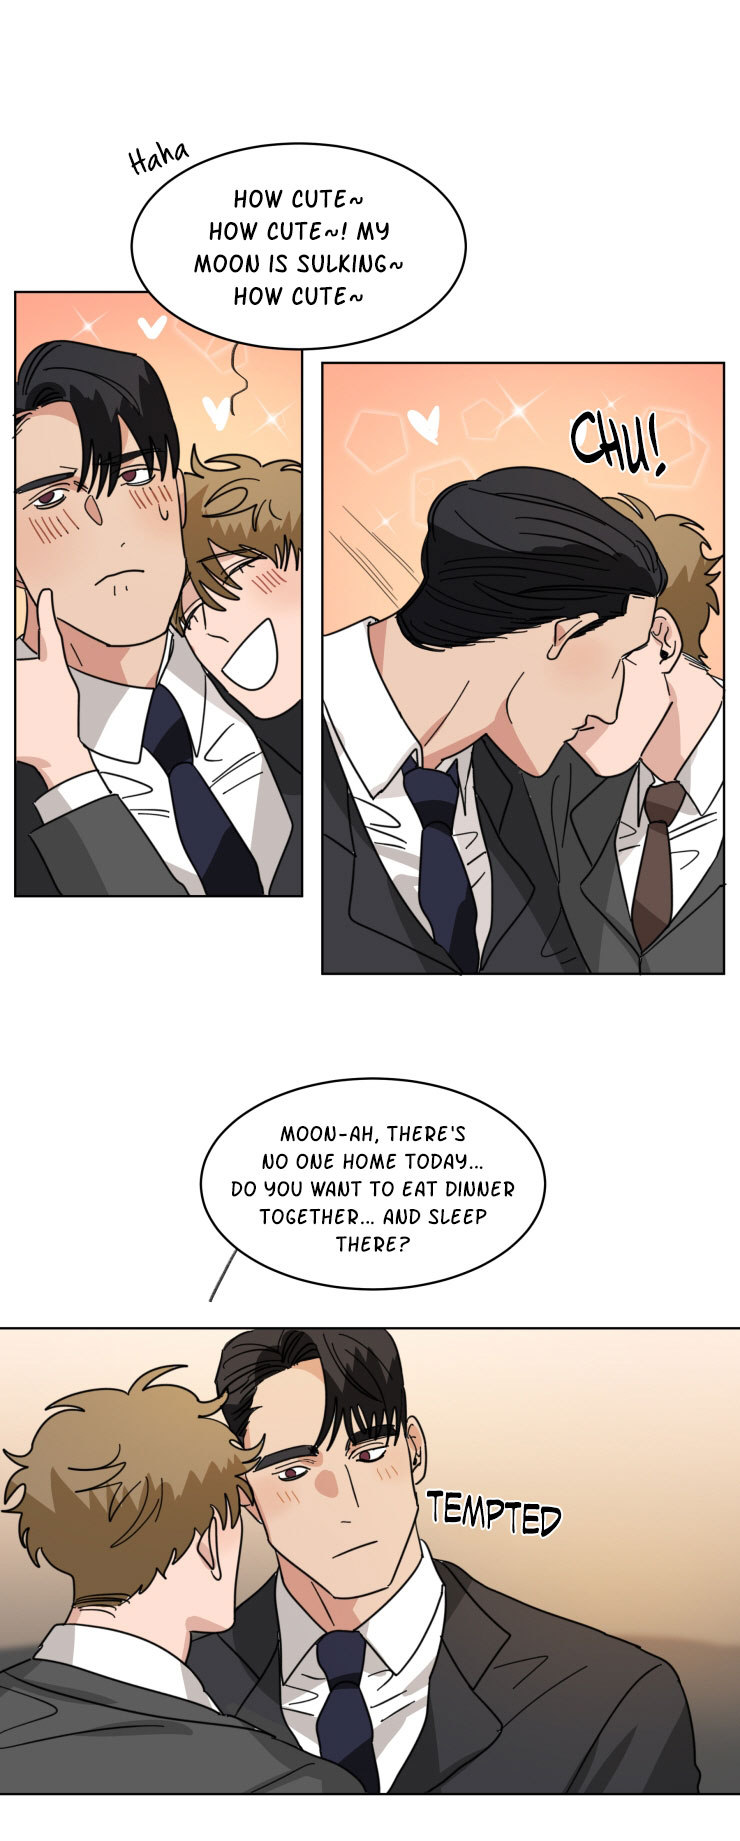 Haha
HOW CUTE~
HOW CUTE~! MY
MOON IS SULKING~
HOW CUTE~
CHU!
MOON-AH, THERE'S
NO ONE HOME TODAY...
DO YOU WANT TO EAT DINNER
TOGETHER... AND SLEEP
THERE?
TEMPTED